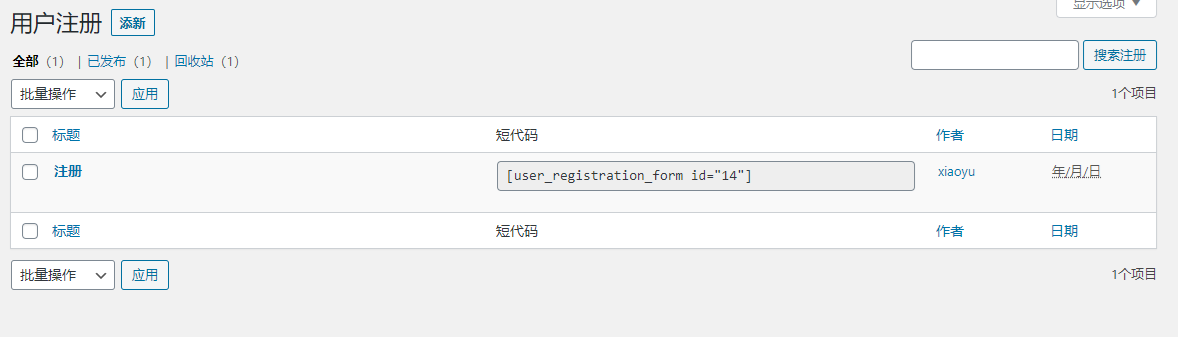 显示选项 ▼
用户注册 添新
全部 （1） | 已发布（1） | 回收站（1）
搜索注册
批量操作 应用
1个项目
标题 短代码 作者 日期
注册 [user_registration_form id="14"] xiaoyu 年/月/日
标题 短代码 作者 日期
批量操作 应用
1个项目